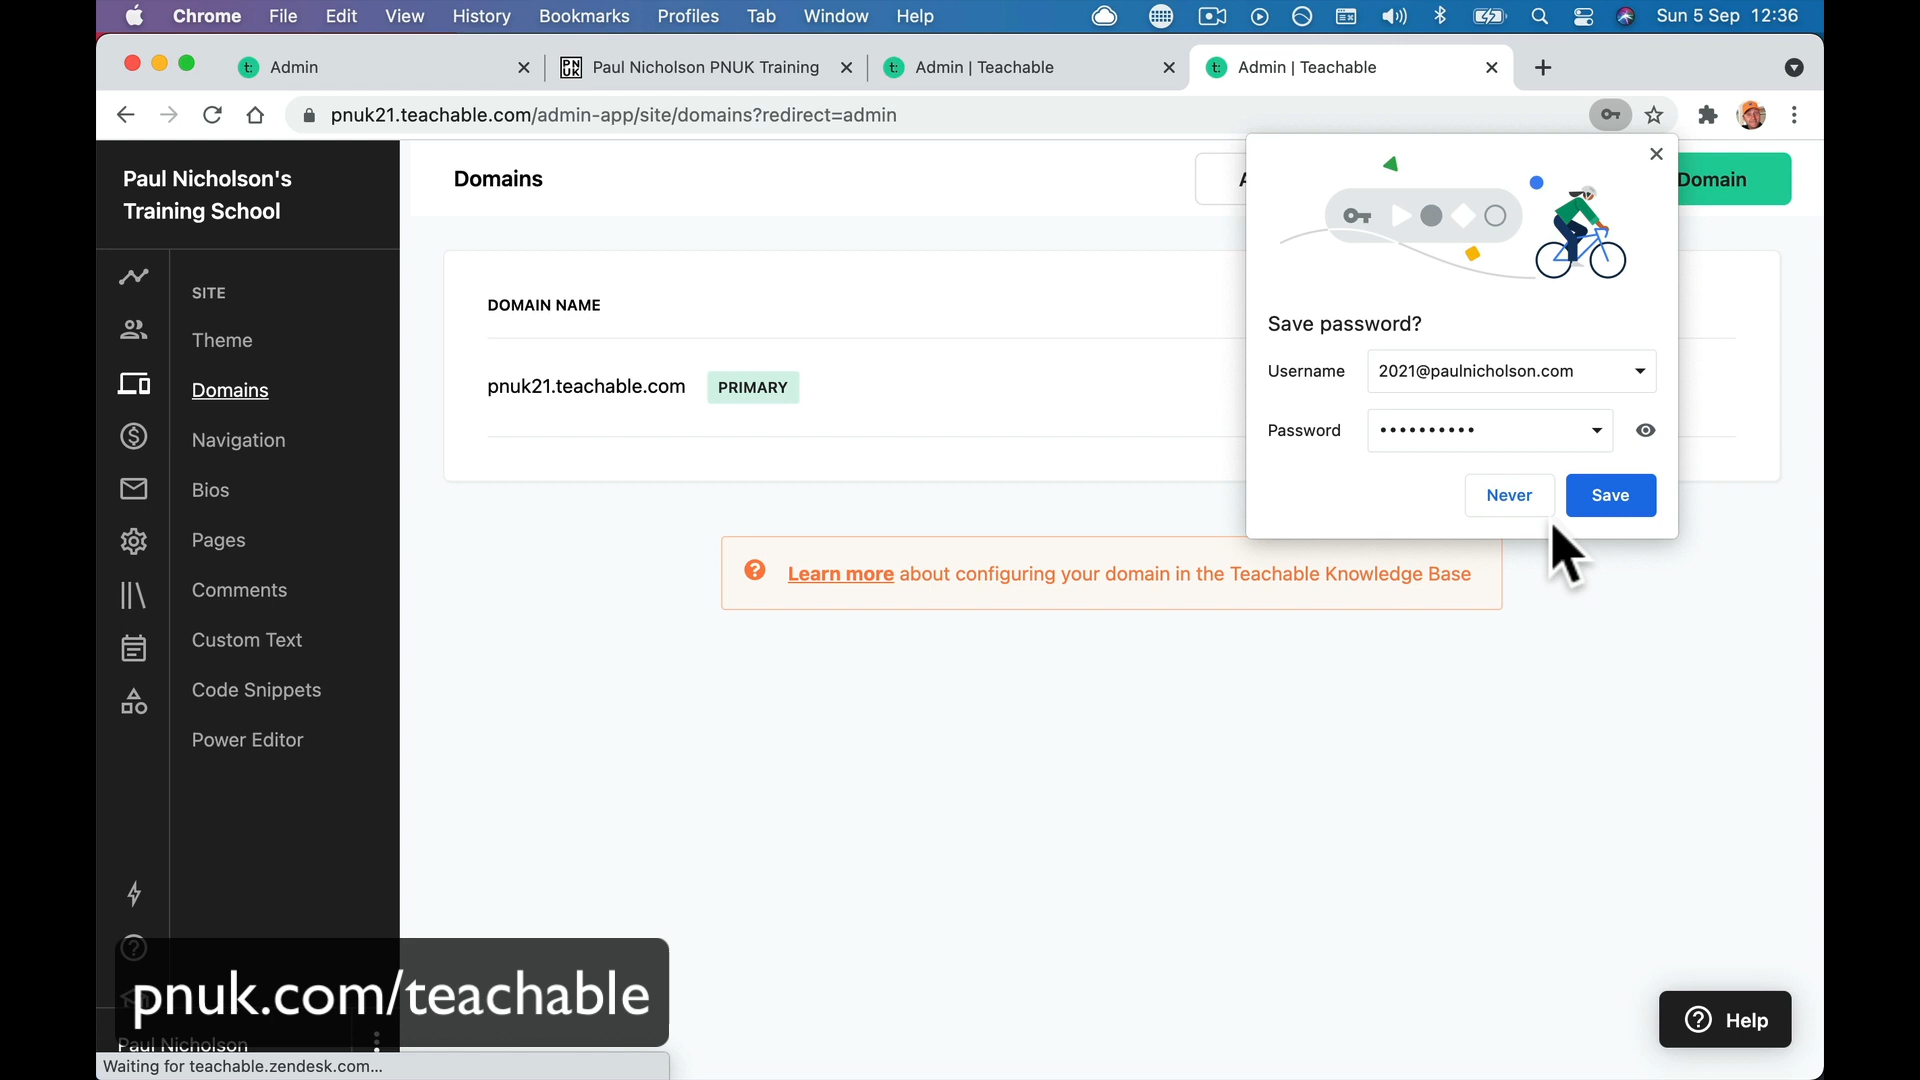 Chrome File Edit View History Bookmarks Profiles Tab Window Help Sun 5 Sep 12:36
Admin
Paul Nicholson PNUK Training
Admin | Teachable
Admin | Teachable
pnuk21.teachable.com/admin-app/site/domains?redirect=admin
Paul Nicholson's
Training School
Domains
Domain
SITE
Theme
Domains
Navigation
Bios
Pages
Comments
Custom Text
Code Snippets
Power Editor
DOMAIN NAME
pnuk21.teachable.com PRIMARY
Save password?
Username 2021@paulnicholson.com
Password ••••••••••
Never Save
Learn more about configuring your domain in the Teachable Knowledge Base
pnuk.com/teachable
Paul Nicholson
Help
Waiting for teachable.zendesk.com...